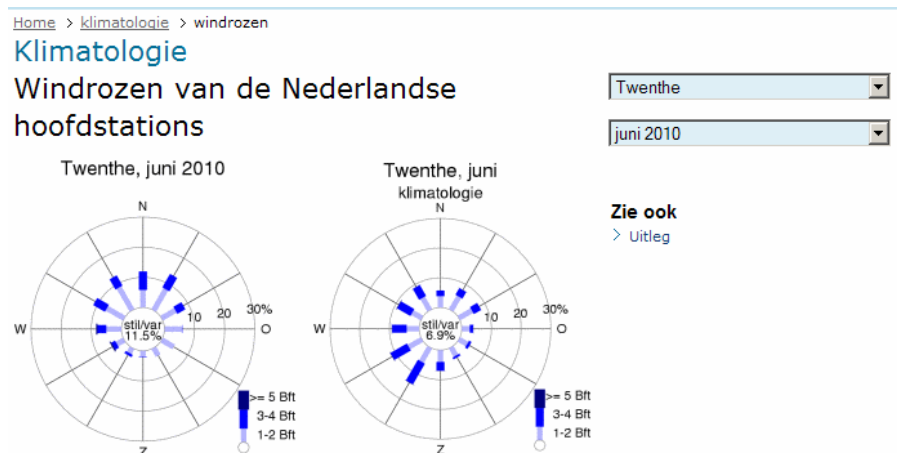 Home > klimatologie > windrozen
Klimatologie
Windrozen van de Nederlandse
hoofdstations
Twenthe
juni 2010
Zie ook
> Uitleg
Twenthe, juni 2010
N
W
O
Z
10 20 30%
stil/var
11.5%
>= 5 Bft
3-4 Bft
1-2 Bft
Twenthe, juni
klimatologie
N
W
O
Z
10 20 30%
stil/var
6.9%
>= 5 Bft
3-4 Bft
1-2 Bft